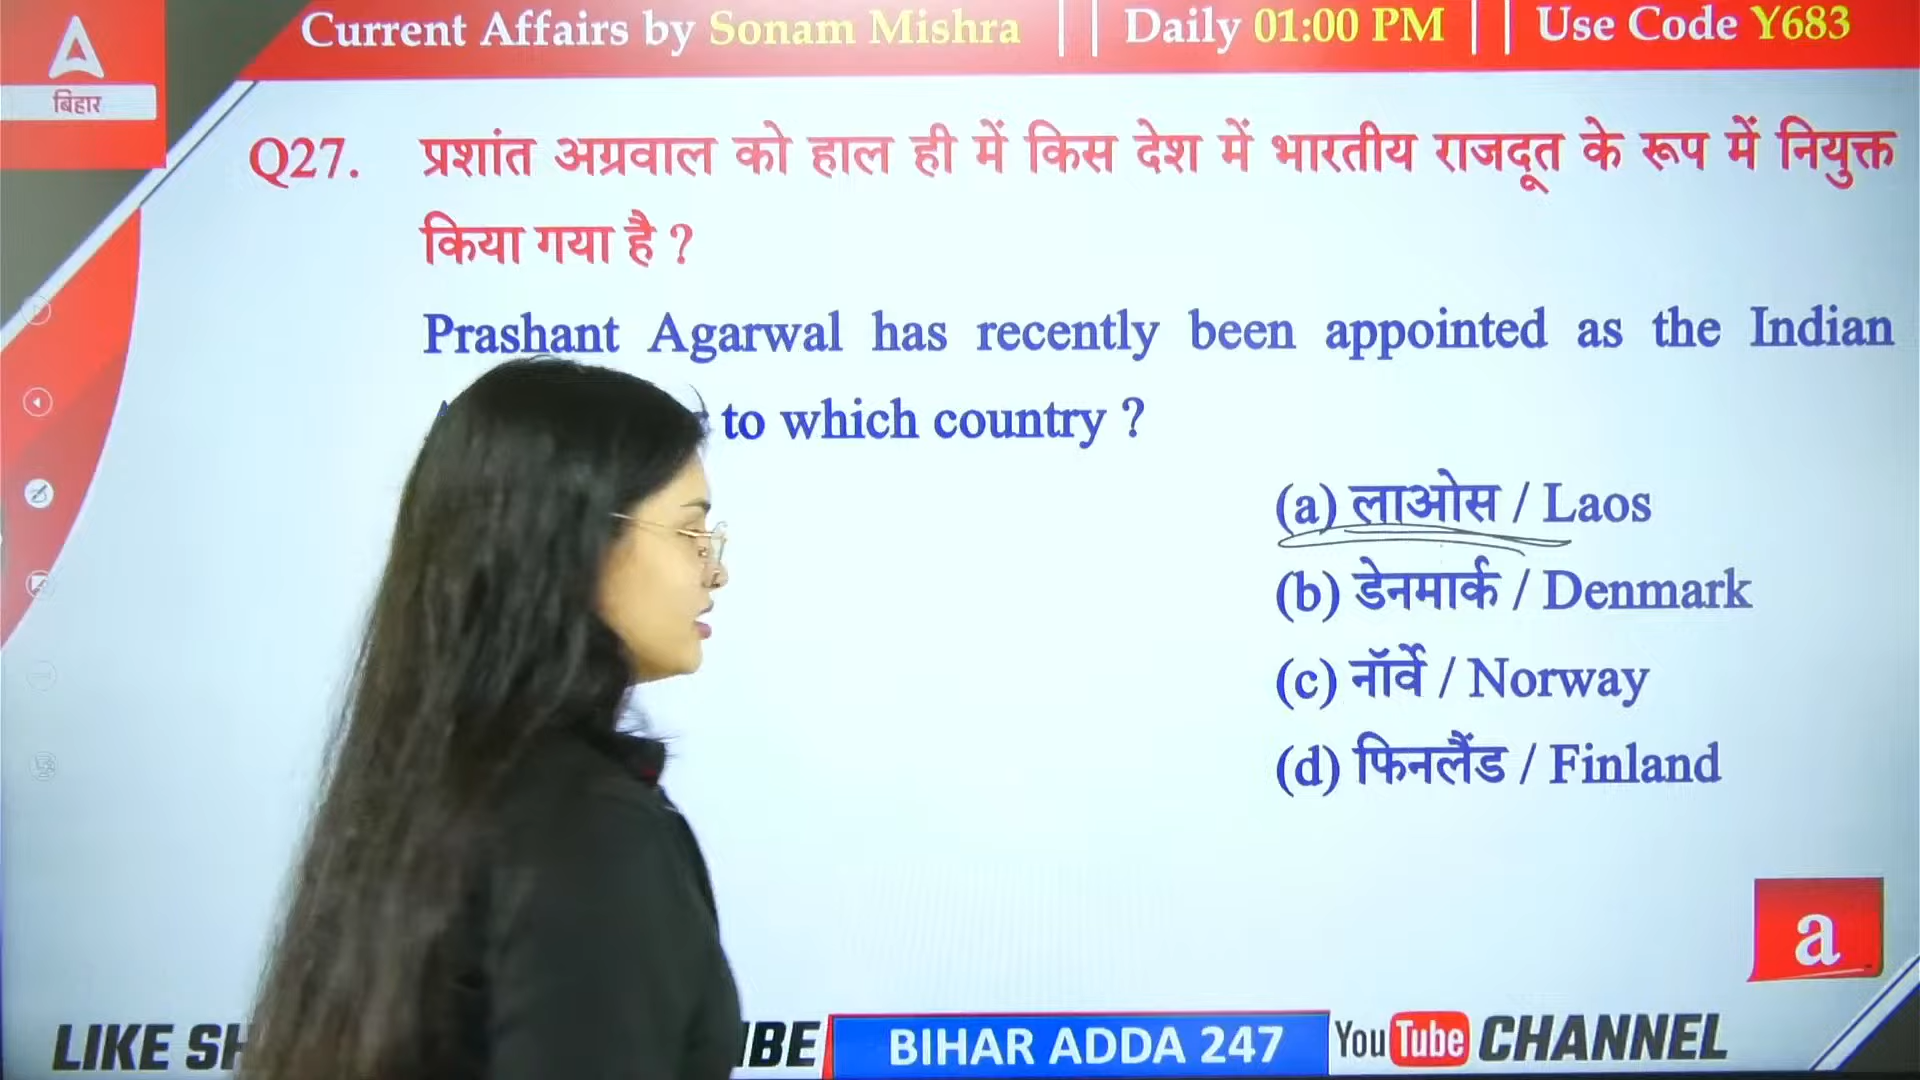 Current Affairs by Sonam Mishra || Daily 01:00 PM || Use Code Y683
बिहार
Q27. प्रशांत अग्रवाल को हाल ही में किस देश में भारतीय राजदूत के रूप में नियुक्त
किया गया है ?
Prashant Agarwal has recently been appointed as the Indian
to which country ?
(a) लाओस / Laos
(b) डेनमार्क / Denmark
(c) नॉर्वे / Norway
(d) फिनलैंड / Finland
a
LIKE SH IBE BIHAR ADDA 247 YouTube CHANNEL